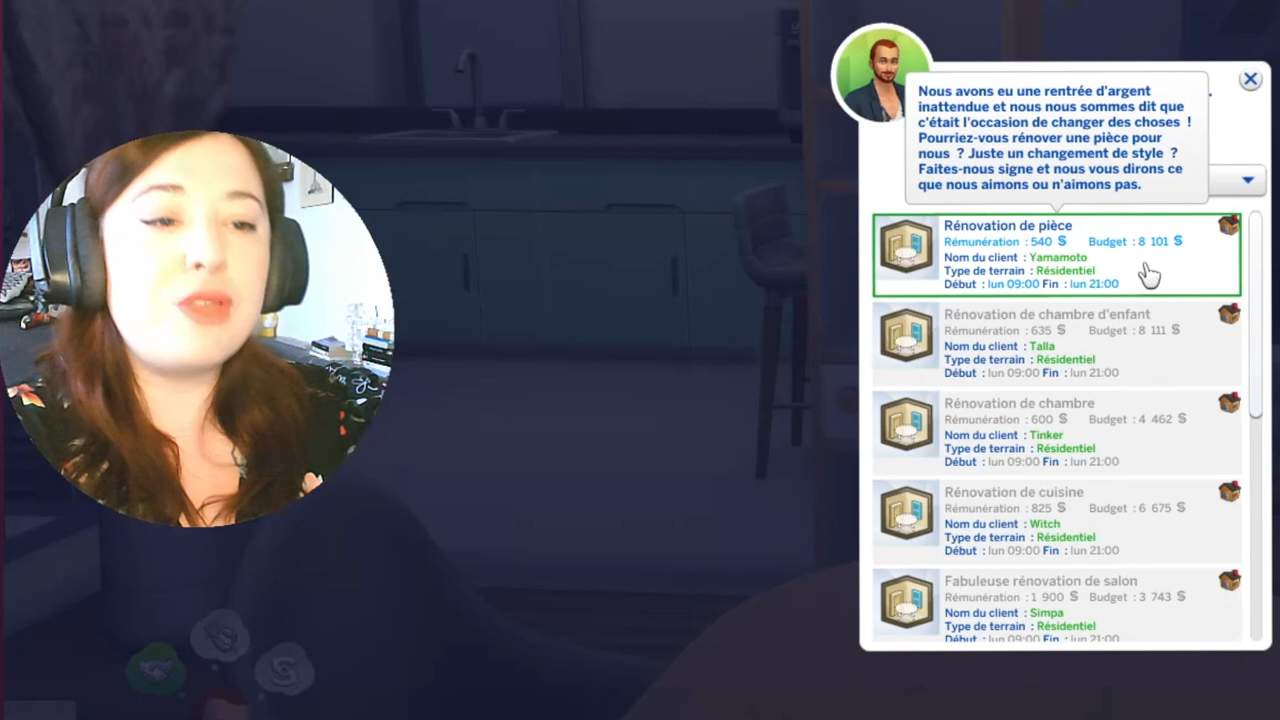 Nous avons eu une rentrée d'argent
inattendue et nous nous sommes dit que
c'était l'occasion de changer des choses !
Pourriez-vous rénover une pièce pour
nous ? Juste un changement de style ?
Faites-nous signe et nous vous dirons ce
que nous aimons ou n'aimons pas.
Rénovation de pièce
Rémunération : 540 $ Budget : 8 101 $
Nom du client : Yamamoto
Type de terrain : Résidentiel
Début : lun 09:00 Fin : lun 21:00
Rénovation de chambre d'enfant
Rémunération : 635 $ Budget : 8 111 $
Nom du client : Talla
Type de terrain : Résidentiel
Début : lun 09:00 Fin : lun 21:00
Rénovation de chambre
Rémunération : 600 $ Budget : 4 462 $
Nom du client : Tinker
Type de terrain : Résidentiel
Début : lun 09:00 Fin : lun 21:00
Rénovation de cuisine
Rémunération : 825 $ Budget : 6 675 $
Nom du client : Witch
Type de terrain : Résidentiel
Début : lun 09:00 Fin : lun 21:00
Fabuleuse rénovation de salon
Rémunération : 1 900 $ Budget : 3 743 $
Nom du client : Simpa
Type de terrain : Résidentiel
Début : lun 09:00 Fin : lun 21:00